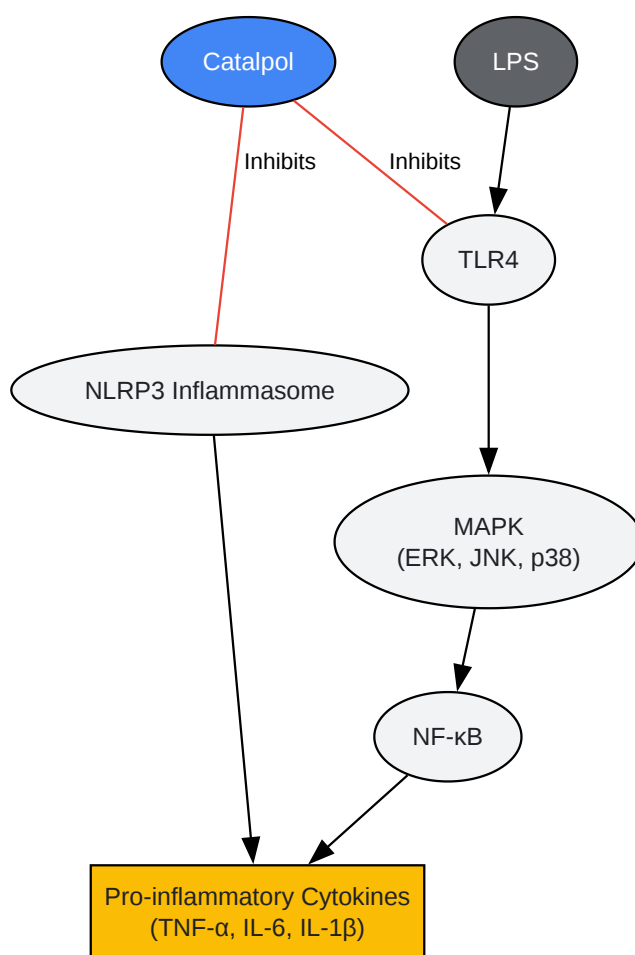 Catalpol
LPS
Inhibits
Inhibits
TLR4
NLRP3 Inflammasome
MAPK
(ERK, JNK, p38)
NF-κB
Pro-inflammatory Cytokines
(TNF-α, IL-6, IL-1β)